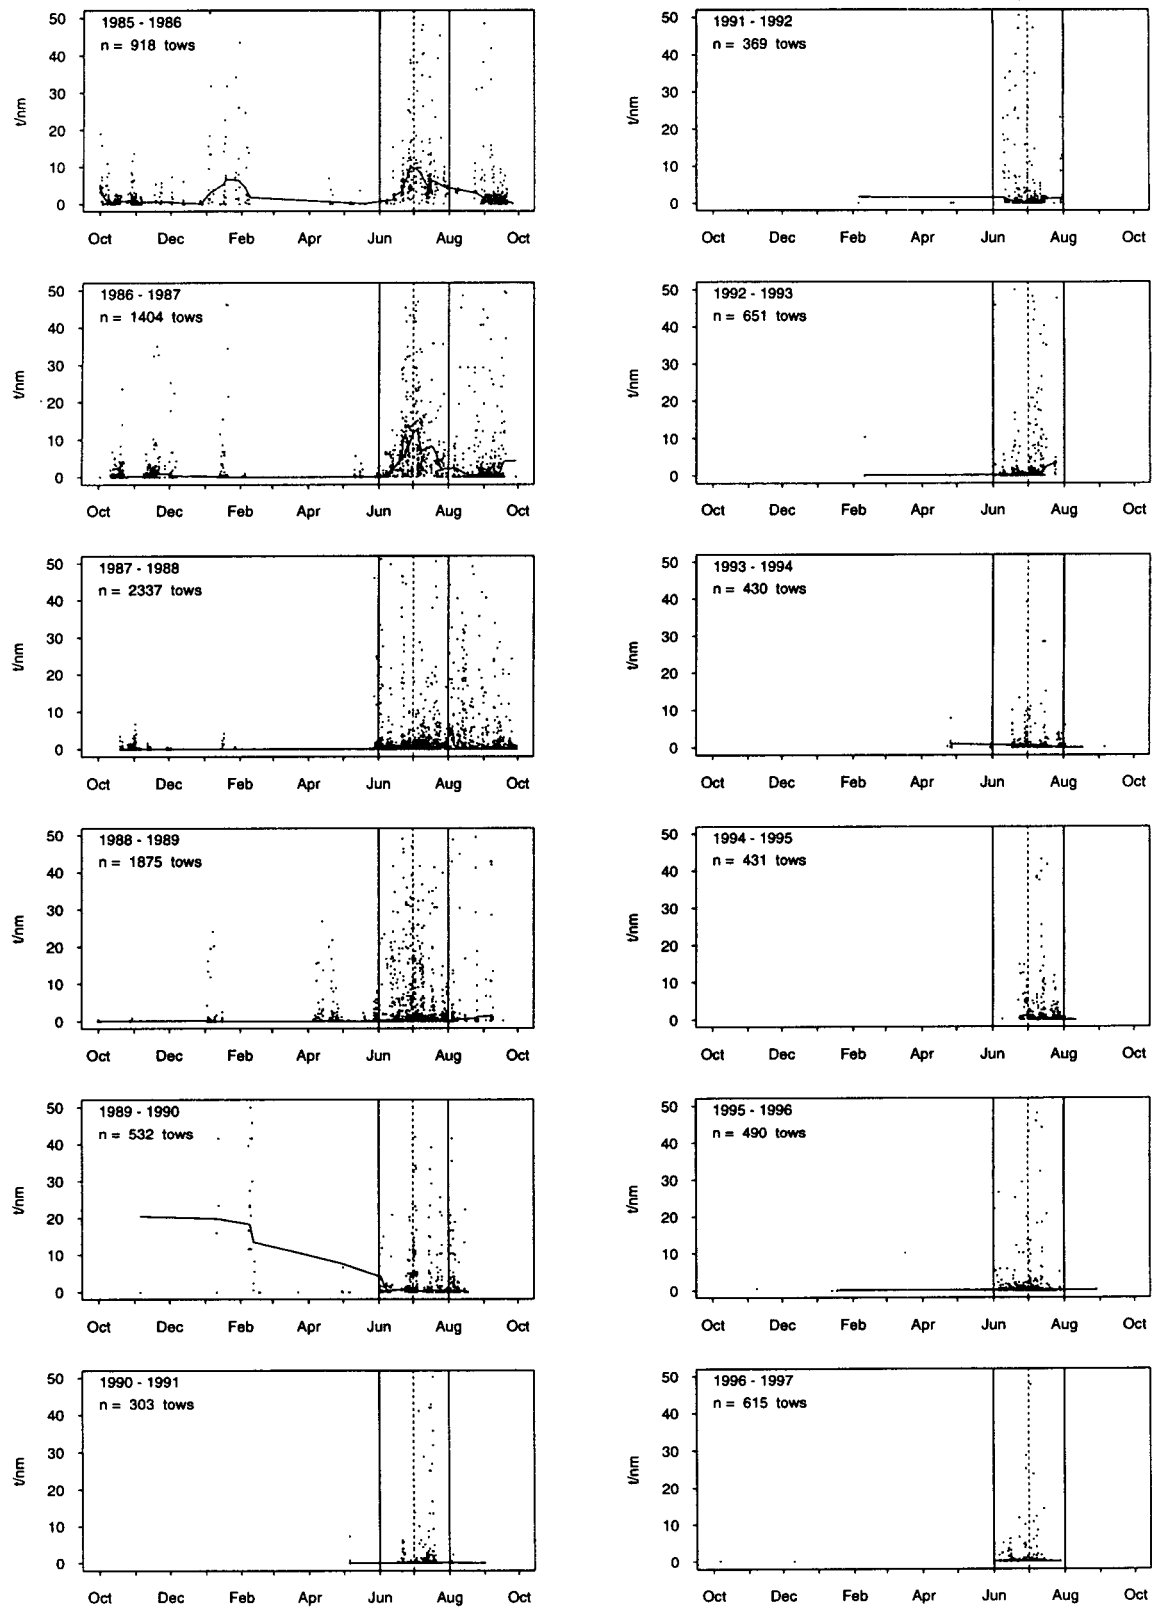 1985 - 1986
n = 918 tows
50
40
30
20
10
0
t/nm
Oct Dec Feb Apr Jun Aug Oct
1986 - 1987
n = 1404 tows
50
40
30
20
10
0
t/nm
Oct Dec Feb Apr Jun Aug Oct
1987 - 1988
n = 2337 tows
50
40
30
20
10
0
t/nm
Oct Dec Feb Apr Jun Aug Oct
1988 - 1989
n = 1875 tows
50
40
30
20
10
0
t/nm
Oct Dec Feb Apr Jun Aug Oct
1989 - 1990
n = 532 tows
50
40
30
20
10
0
t/nm
Oct Dec Feb Apr Jun Aug Oct
1990 - 1991
n = 303 tows
50
40
30
20
10
0
t/nm
Oct Dec Feb Apr Jun Aug Oct
1991 - 1992
n = 369 tows
50
40
30
20
10
0
t/nm
Oct Dec Feb Apr Jun Aug Oct
1992 - 1993
n = 651 tows
50
40
30
20
10
0
t/nm
Oct Dec Feb Apr Jun Aug Oct
1993 - 1994
n = 430 tows
50
40
30
20
10
0
t/nm
Oct Dec Feb Apr Jun Aug Oct
1994 - 1995
n = 431 tows
50
40
30
20
10
0
t/nm
Oct Dec Feb Apr Jun Aug Oct
1995 - 1996
n = 490 tows
50
40
30
20
10
0
t/nm
Oct Dec Feb Apr Jun Aug Oct
1996 - 1997
n = 615 tows
50
40
30
20
10
0
t/nm
Oct Dec Feb Apr Jun Aug Oct